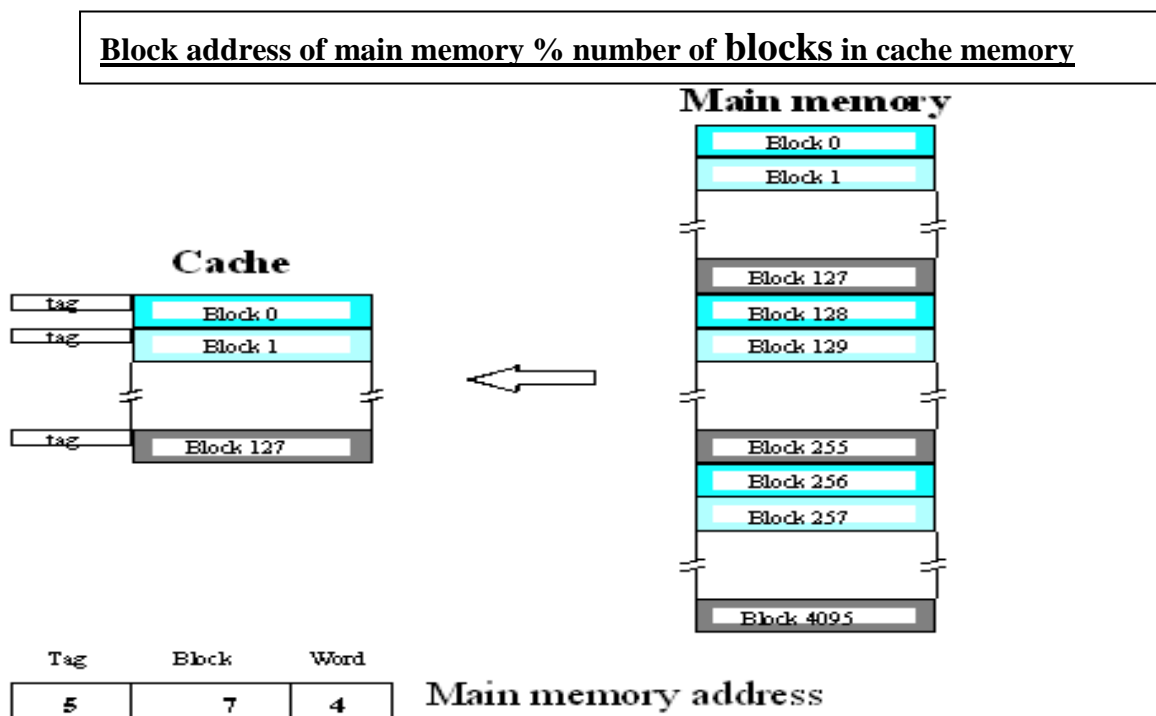 Block address of main memory % number of blocks in cache memory
Main memory
Block 0
Block 1
Block 127
Block 128
Block 129
Block 255
Block 256
Block 257
Block 4095
Cache
tag
Block 0
tag
Block 1
tag
Block 127
Tag Block Word
5 7 4
Main memory address